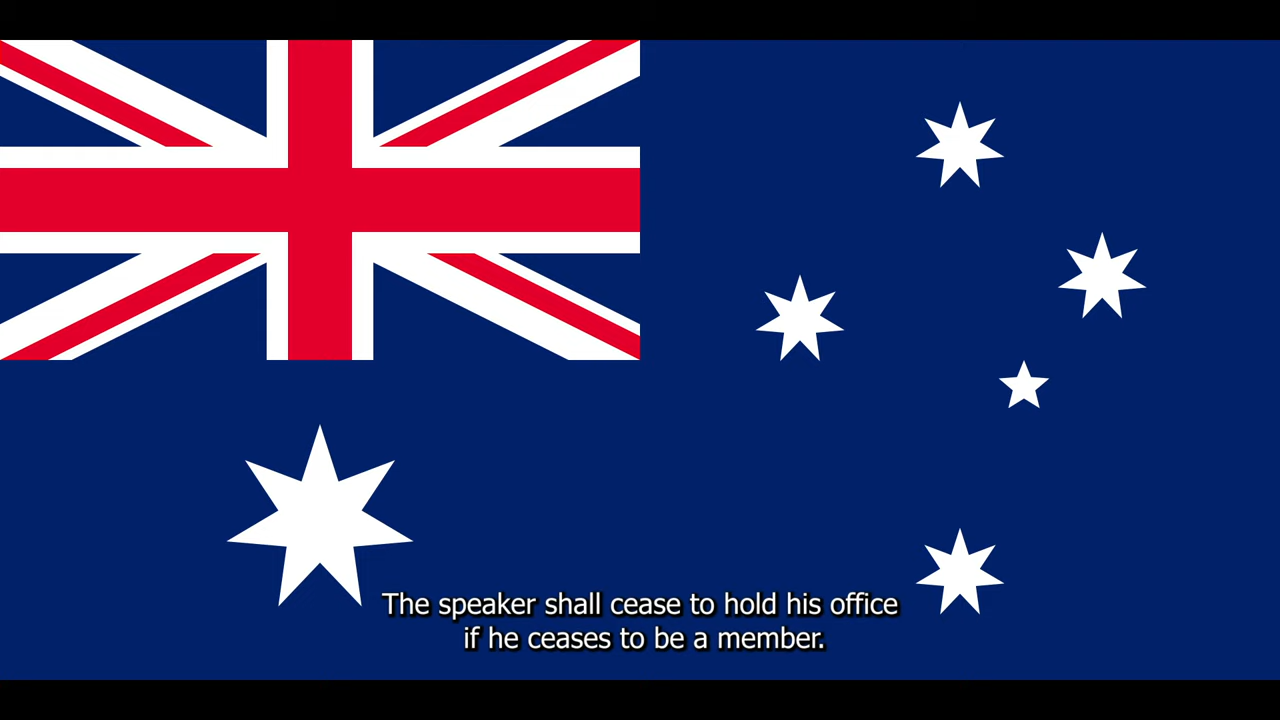 The speaker shall cease to hold his office
if he ceases to be a member.